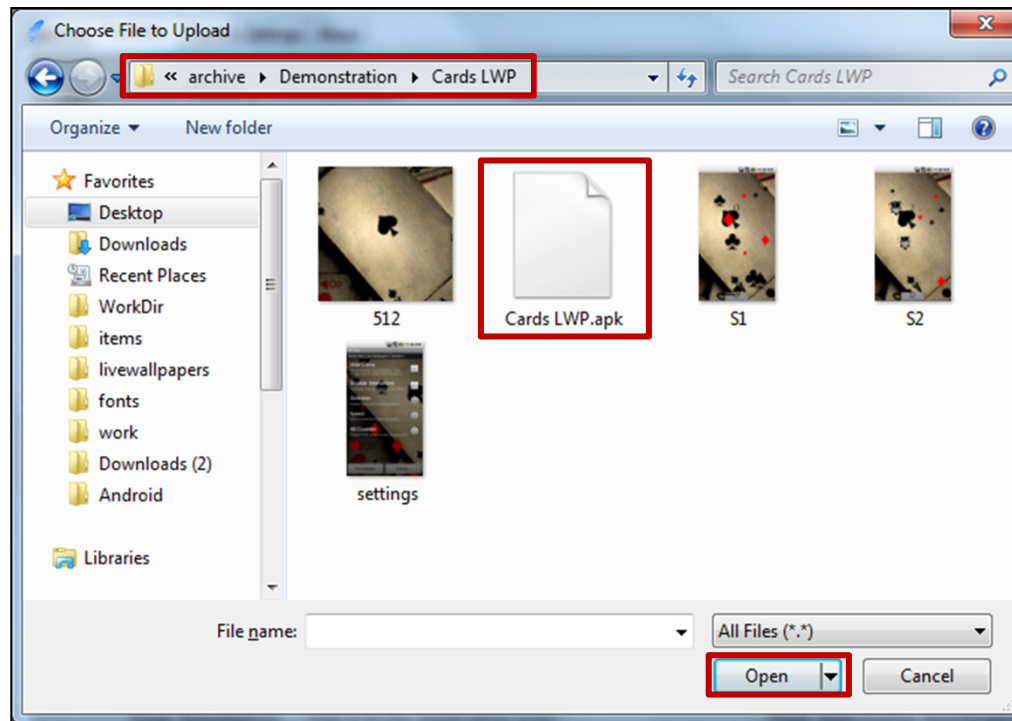 Choose File to Upload
« archive Demonstration Cards LWP
Search Cards LWP
Organize
New folder
Favorites
Desktop
Downloads
Recent Places
WorkDir
items
livewallpapers
fonts
work
Downloads (2)
Android
Libraries
512
Cards LWP.apk
S1
S2
settings
File name:
All Files (*.*)
Open
Cancel